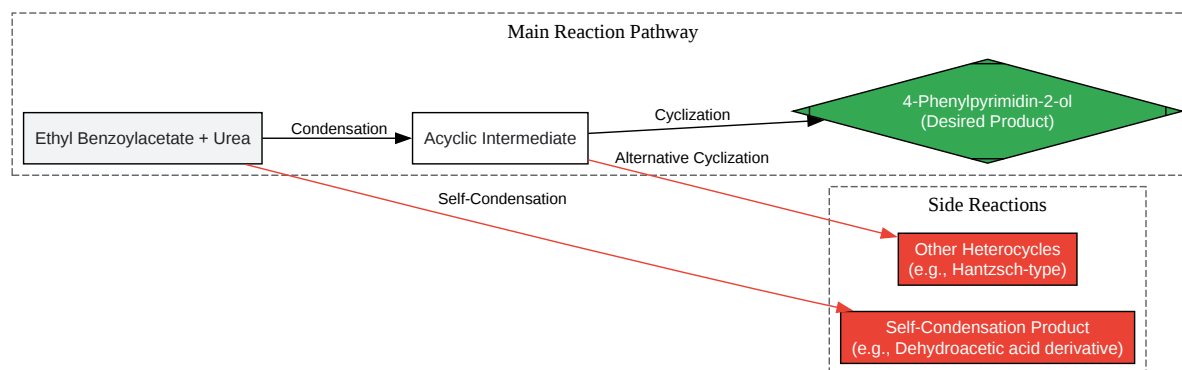 Main Reaction Pathway
Ethyl Benzoylacetate + Urea
Condensation
Acyclic Intermediate
Cyclization
4-Phenylpyrimidin-2-ol
(Desired Product)
Alternative Cyclization
Self-Condensation
Side Reactions
Other Heterocycles
(e.g., Hantzsch-type)
Self-Condensation Product
(e.g., Dehydroacetic acid derivative)